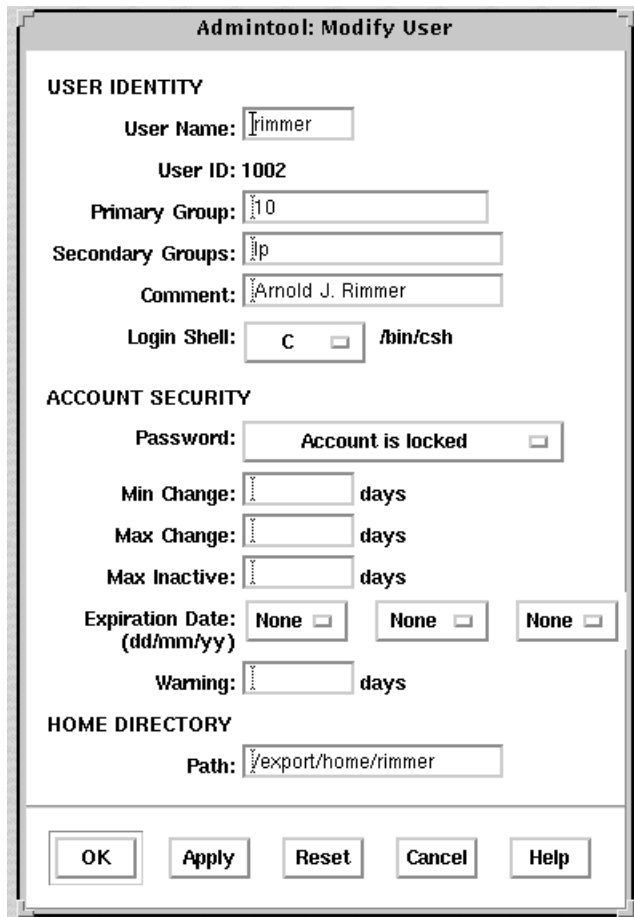 Admintool: Modify User
USER IDENTITY
User Name: rimmer
User ID: 1002
Primary Group: 10
Secondary Groups: lp
Comment: Arnold J. Rimmer
Login Shell: C /bin/csh
ACCOUNT SECURITY
Password: Account is locked
Min Change: days
Max Change: days
Max Inactive: days
Expiration Date: None None None
(dd/mm/yy)
Warning: days
HOME DIRECTORY
Path: /export/home/rimmer
OK Apply Reset Cancel Help